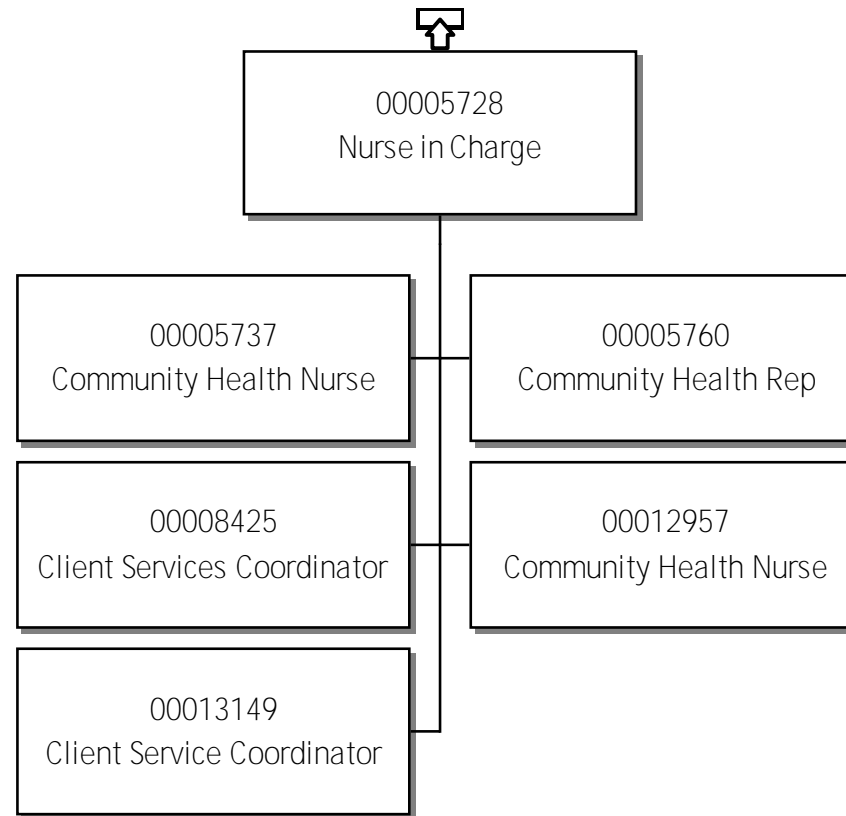 00005728
Nurse in Charge
00005737
Community Health Nurse
00005760
Community Health Rep
00008425
Client Services Coordinator
00012957
Community Health Nurse
00013149
Client Service Coordinator